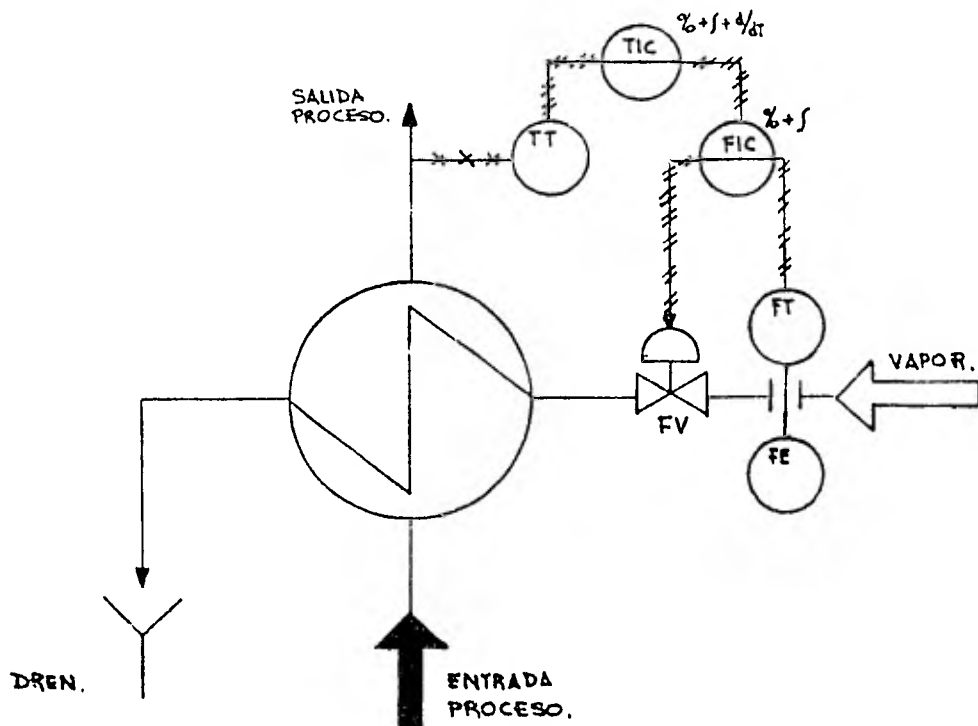 % + ∫ + d/dT
TIC
SALIDA
PROCESO.
TT
FIC
% + ∫
FT
VAPOR.
FV
FE
DREN.
ENTRADA
PROCESO.